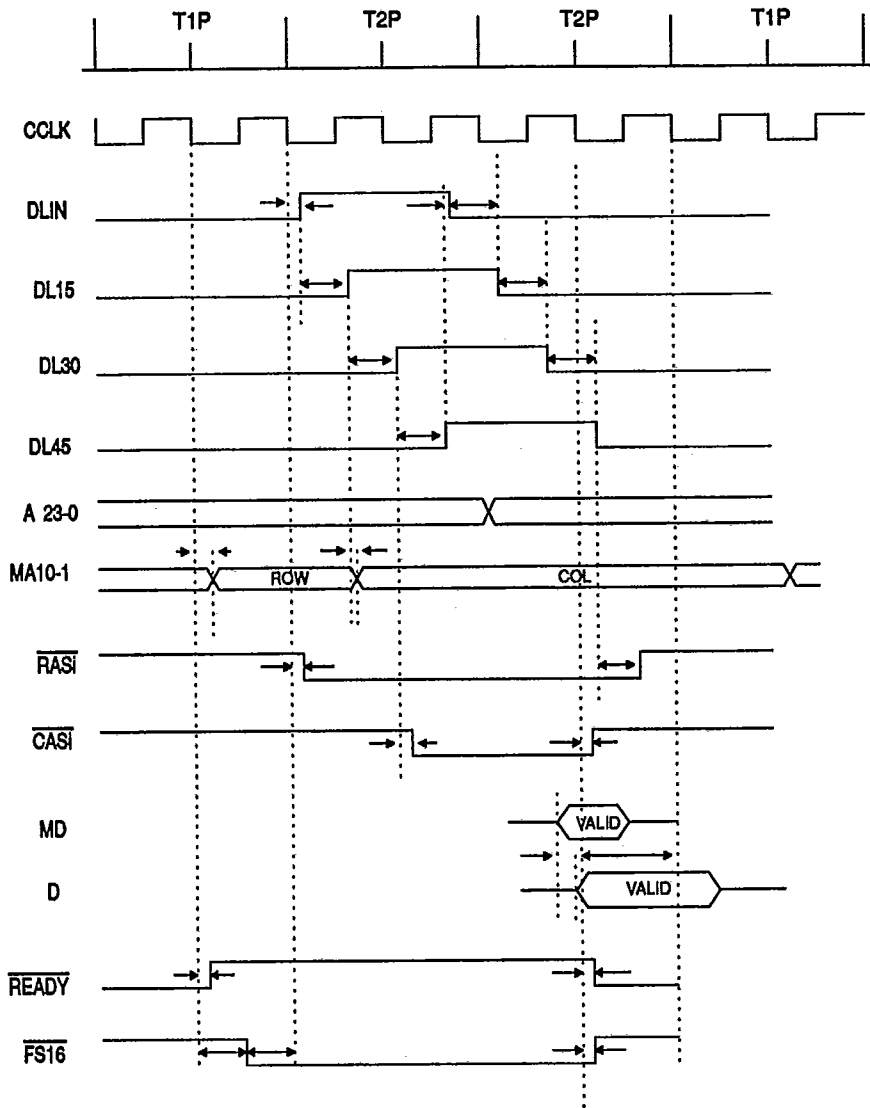 T1P T2P T2P T1P
CCLK
DLIN
DL15
DL30
DL45
A 23-0
MA10-1 ROW COL
RASi
CASi
MD VALID
D VALID
READY
FS16